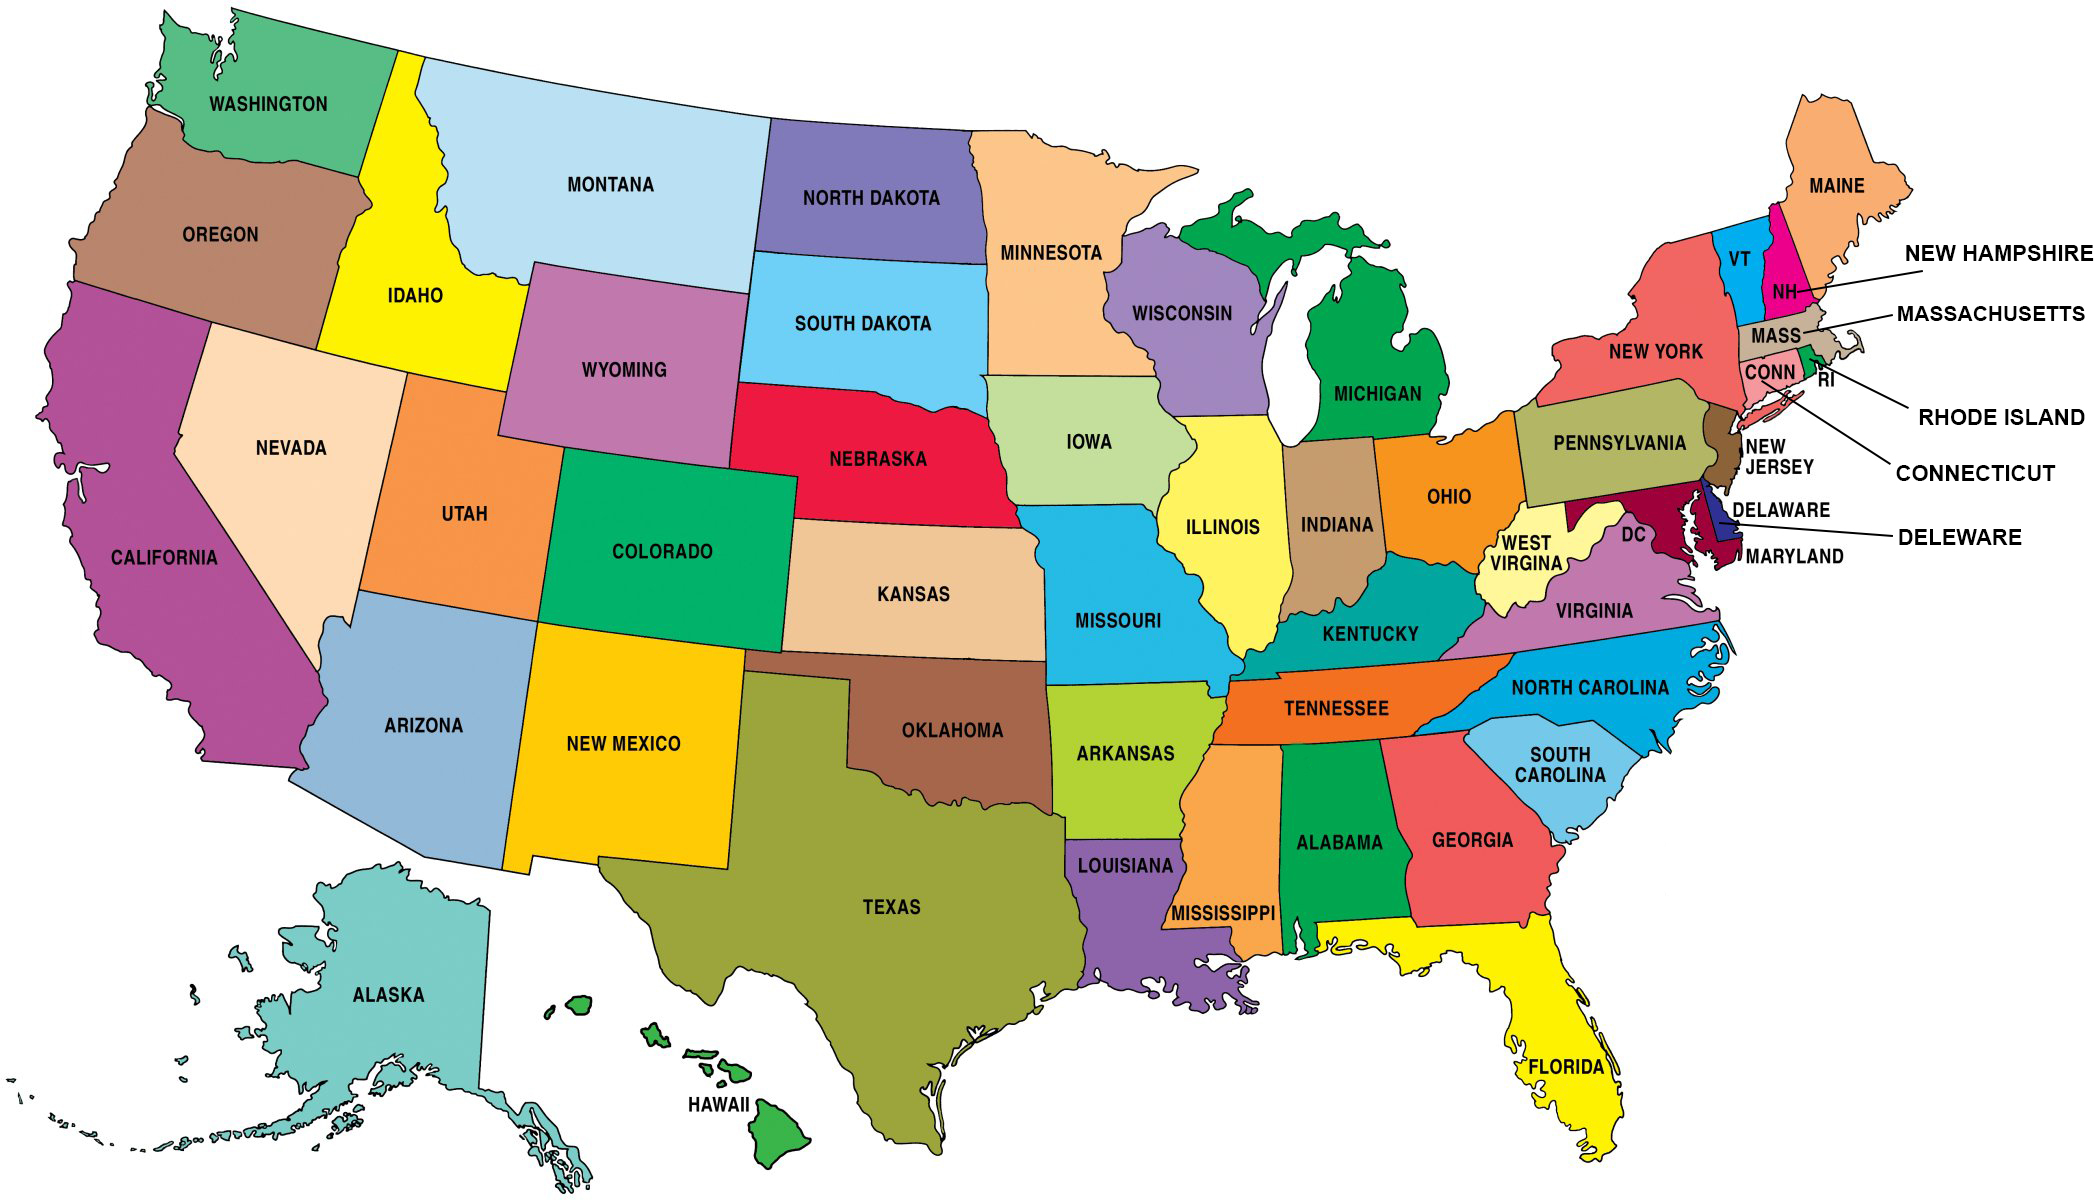 WASHINGTON
MONTANA
MAINE
NORTH DAKOTA
OREGON
MINNESOTA
VT
NEW HAMPSHIRE
IDAHO
NH
WISCONSIN
MASSACHUSETTS
SOUTH DAKOTA
MASS
NEW YORK
WYOMING
CONN
RI
MICHIGAN
RHODE ISLAND
IOWA
PENNSYLVANIA
NEVADA
NEW
JERSEY
NEBRASKA
CONNECTICUT
OHIO
UTAH
DELAWARE
ILLINOIS
INDIANA
DC
DELEWARE
WEST
VIRGINA
COLORADO
CALIFORNIA
MARYLAND
KANSAS
VIRGINIA
MISSOURI
KENTUCKY
NORTH CAROLINA
TENNESSEE
ARIZONA
OKLAHOMA
NEW MEXICO
ARKANSAS
SOUTH
CAROLINA
GEORGIA
ALABAMA
LOUISIANA
TEXAS
MISSISSIPPI
ALASKA
FLORIDA
HAWAII